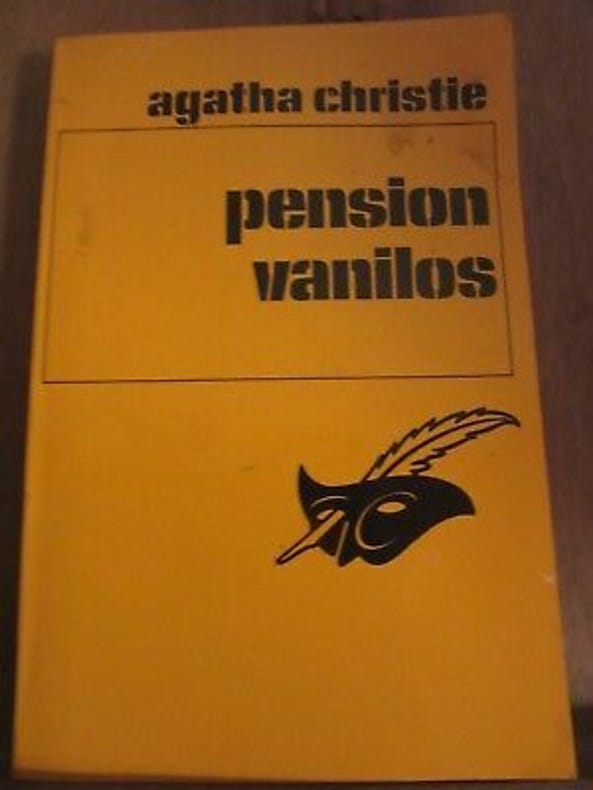 agatha christie
pension
vanilos